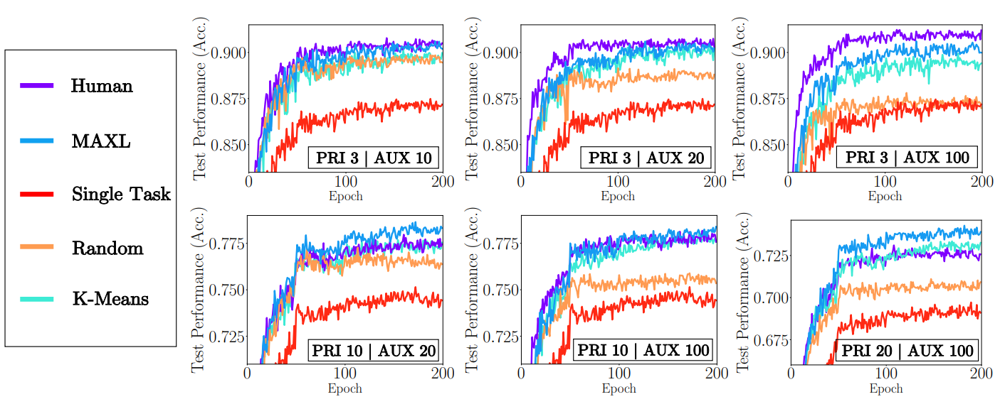 Human
MAXL
Single Task
Random
K-Means
Test Performance (Acc.)
0.900
0.875
0.850
PRI 3 | AUX 10
0
100
200
Epoch
Test Performance (Acc.)
0.900
0.875
0.850
PRI 3 | AUX 20
0
100
200
Epoch
Test Performance (Acc.)
0.900
0.875
0.850
PRI 3 | AUX 100
0
100
200
Epoch
Test Performance (Acc.)
0.775
0.750
0.725
PRI 10 | AUX 20
0
100
200
Epoch
Test Performance (Acc.)
0.775
0.750
0.725
PRI 10 | AUX 100
0
100
200
Epoch
Test Performance (Acc.)
0.725
0.700
0.675
PRI 20 | AUX 100
0
100
200
Epoch